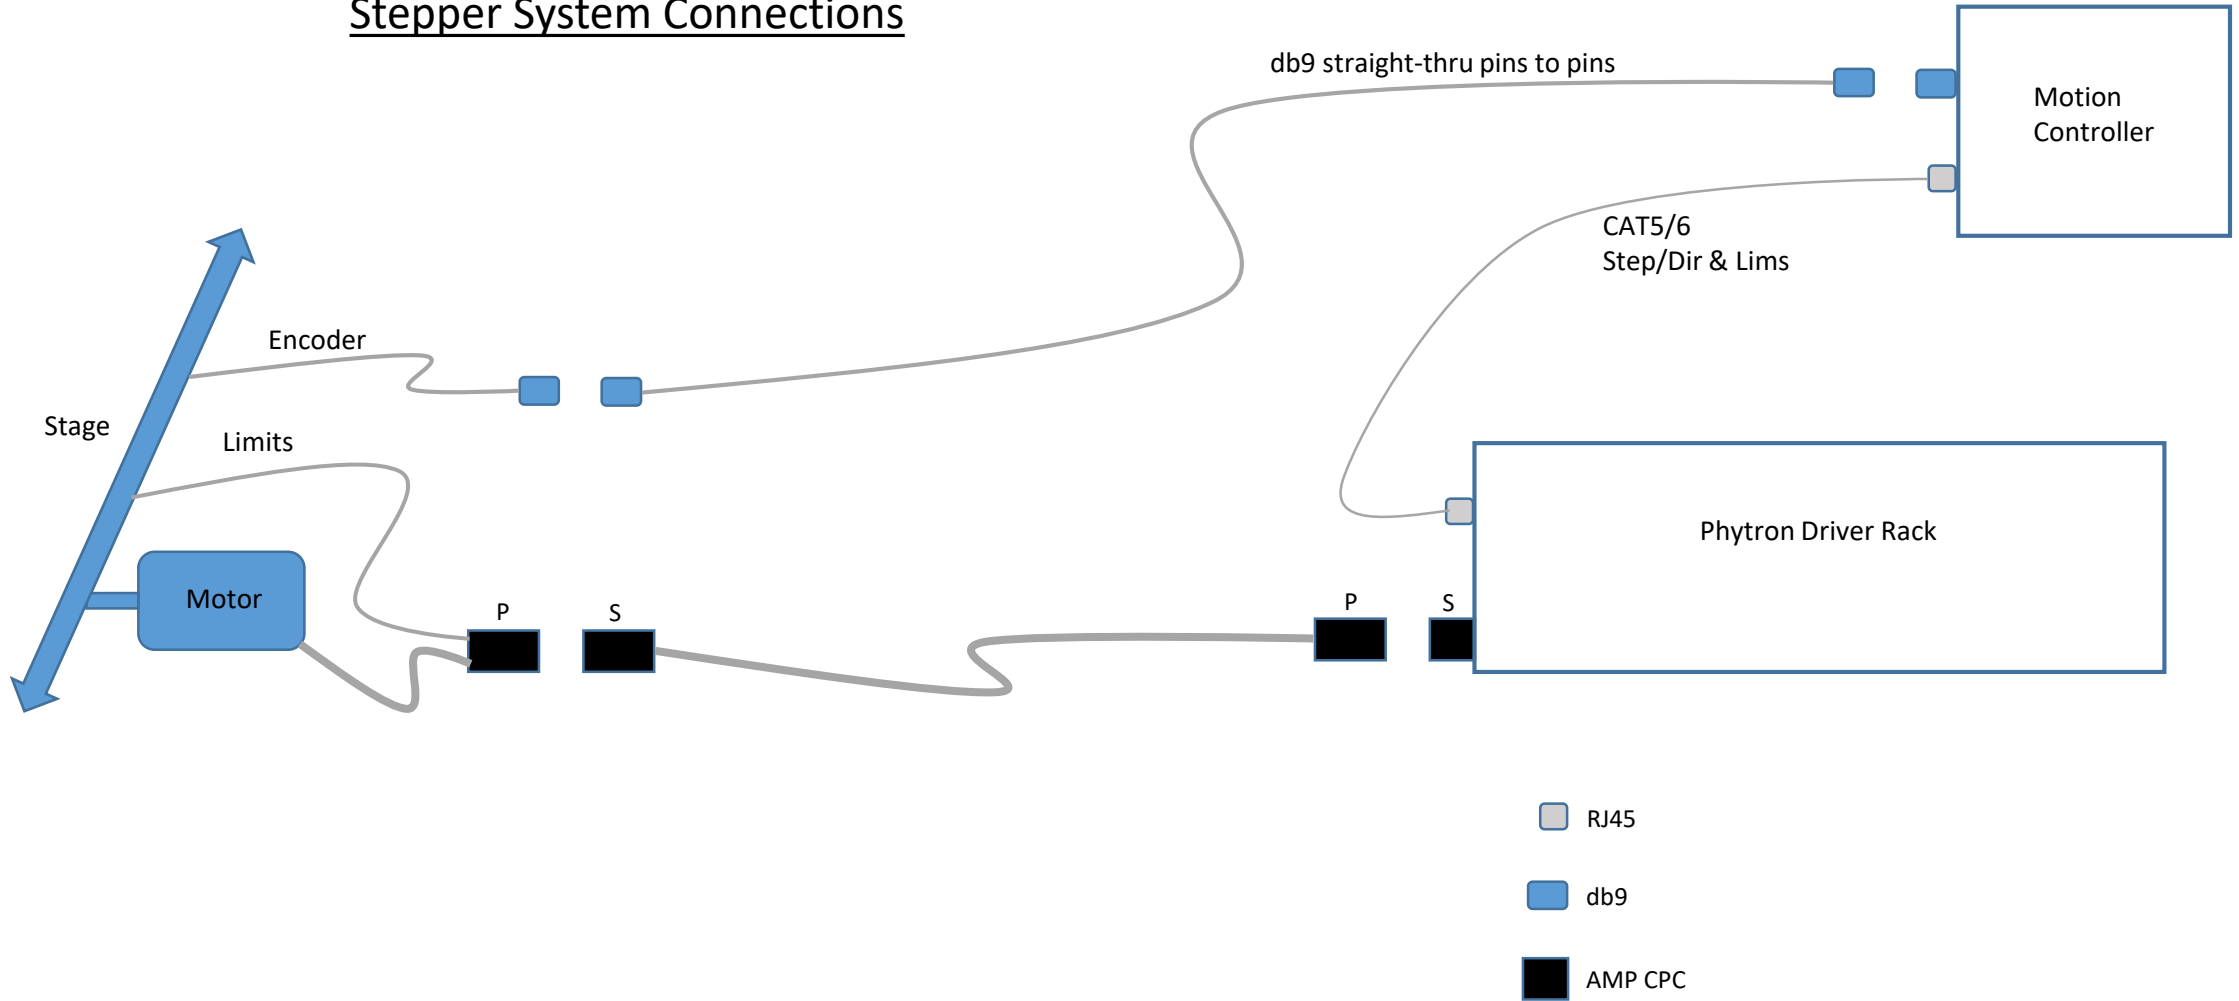 Stepper System Connections
db9 straight-thru pins to pins
Motion
Controller
CAT5/6
Step/Dir & Lims
Encoder
Stage
Limits
Phytron Driver Rack
Motor
P
S
P
S
RJ45
db9
AMP CPC